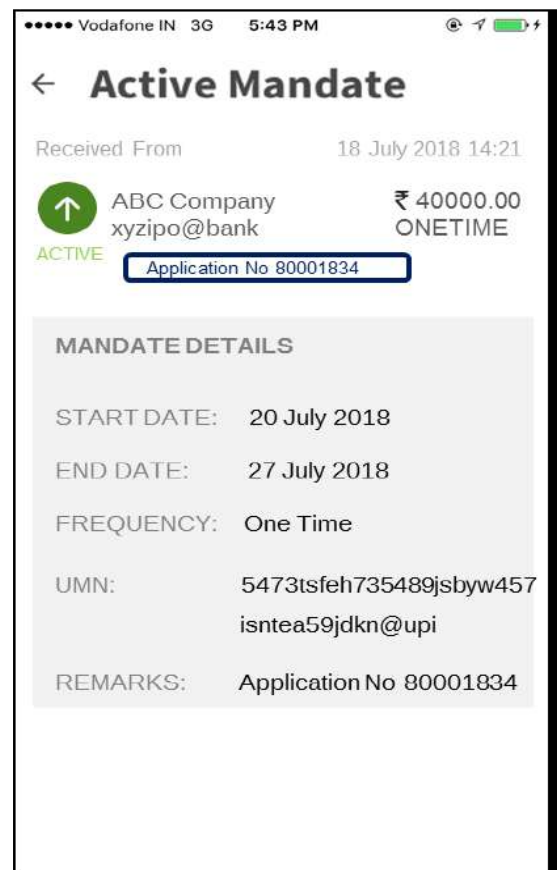 Vodafone IN 3G 5:43 PM
← Active Mandate
Received From 18 July 2018 14:21
ABC Company ₹ 40000.00
xyzipo@bank ONETIME
ACTIVE
Application No 80001834
MANDATE DETAILS
START DATE: 20 July 2018
END DATE: 27 July 2018
FREQUENCY: One Time
UMN: 5473tsfeh735489jsbyw457
isntea59jdkn@upi
REMARKS: Application No 80001834